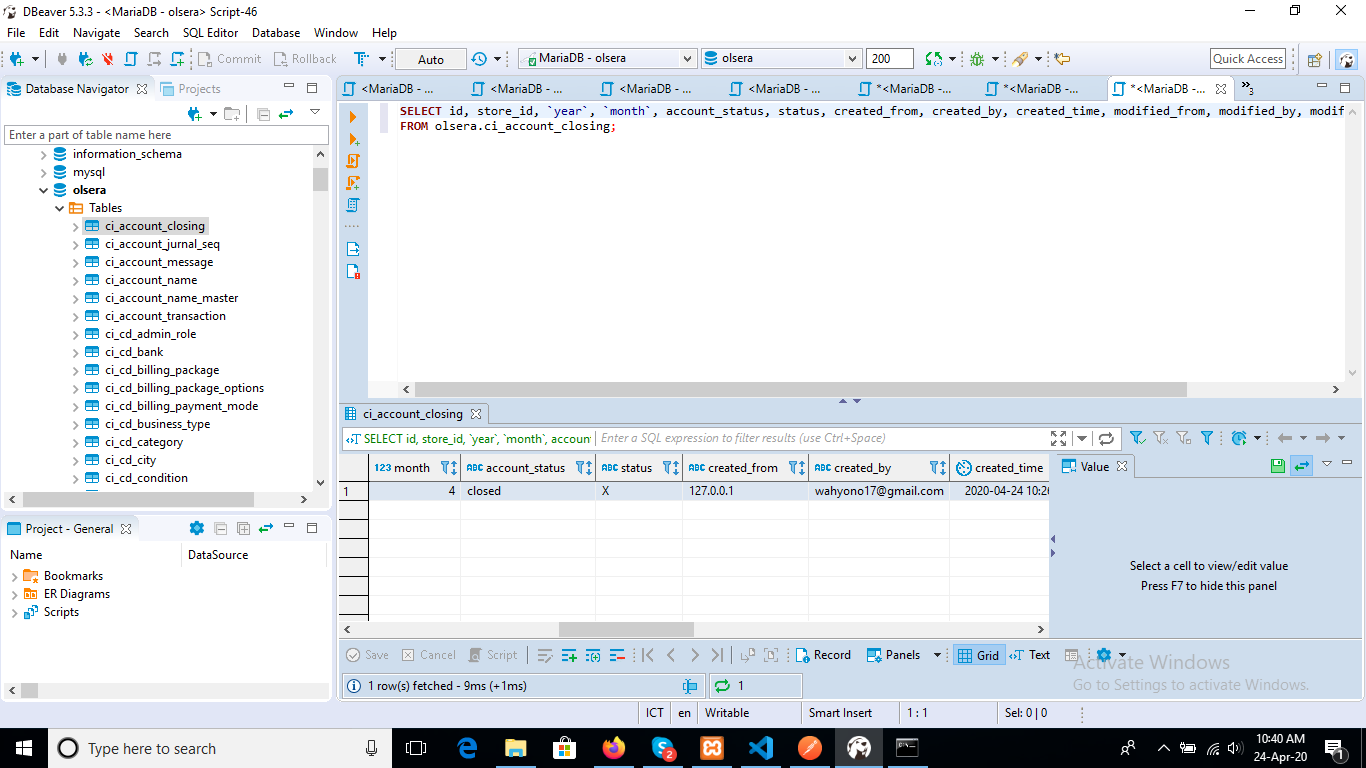 DBeaver 5.3.3 - <MariaDB - olsera> Script-46
File Edit Navigate Search SQL Editor Database Window Help
Commit Rollback Auto MariaDB - olsera olsera 200 Quick Access
Database Navigator Projects
<MariaDB - ... <MariaDB - ... <MariaDB - ... <MariaDB - ... *<MariaDB - ... *<MariaDB - ... *<MariaDB - ... »3
Enter a part of table name here
information_schema
mysql
olsera
Tables
ci_account_closing
ci_account_jurnal_seq
ci_account_message
ci_account_name
ci_account_name_master
ci_account_transaction
ci_cd_admin_role
ci_cd_bank
ci_cd_billing_package
ci_cd_billing_package_options
ci_cd_billing_payment_mode
ci_cd_business_type
ci_cd_category
ci_cd_city
ci_cd_condition
SELECT id, store_id, `year`, `month`, account_status, status, created_from, created_by, created_time, modified_from, modified_by, modif
FROM olsera.ci_account_closing;
Project - General
Name DataSource
Bookmarks
ER Diagrams
Scripts
ci_account_closing
SELECT id, store_id, `year`, `month`, accoun Enter a SQL expression to filter results (use Ctrl+Space)
123 month ABC account_status ABC status ABC created_from ABC created_by created_time
1 4 closed X 127.0.0.1 wahyono17@gmail.com 2020-04-24 10:20
Value
Select a cell to view/edit value
Press F7 to hide this panel
Save Cancel Script Record Panels Grid Text
1 row(s) fetched - 9ms (+1ms) 1
Activate Windows
Go to Settings to activate Windows.
ICT en Writable Smart Insert 1 : 1 Sel: 0 | 0
Type here to search
2
10:40 AM
24-Apr-20
1